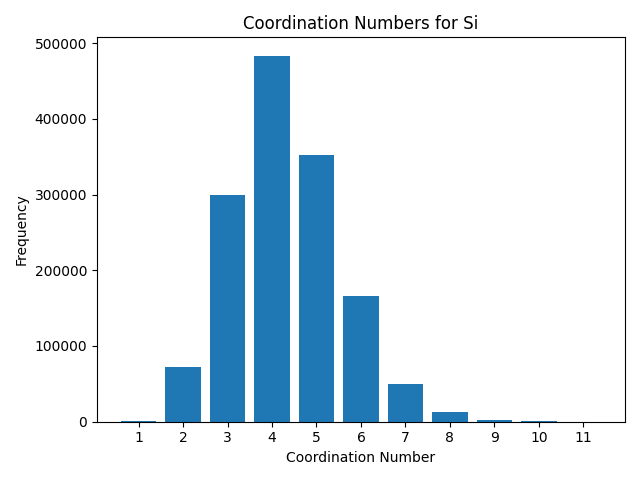 Coordination Numbers for Si
500000
400000
300000
200000
100000
0
Frequency
1 2 3 4 5 6 7 8 9 10 11
Coordination Number